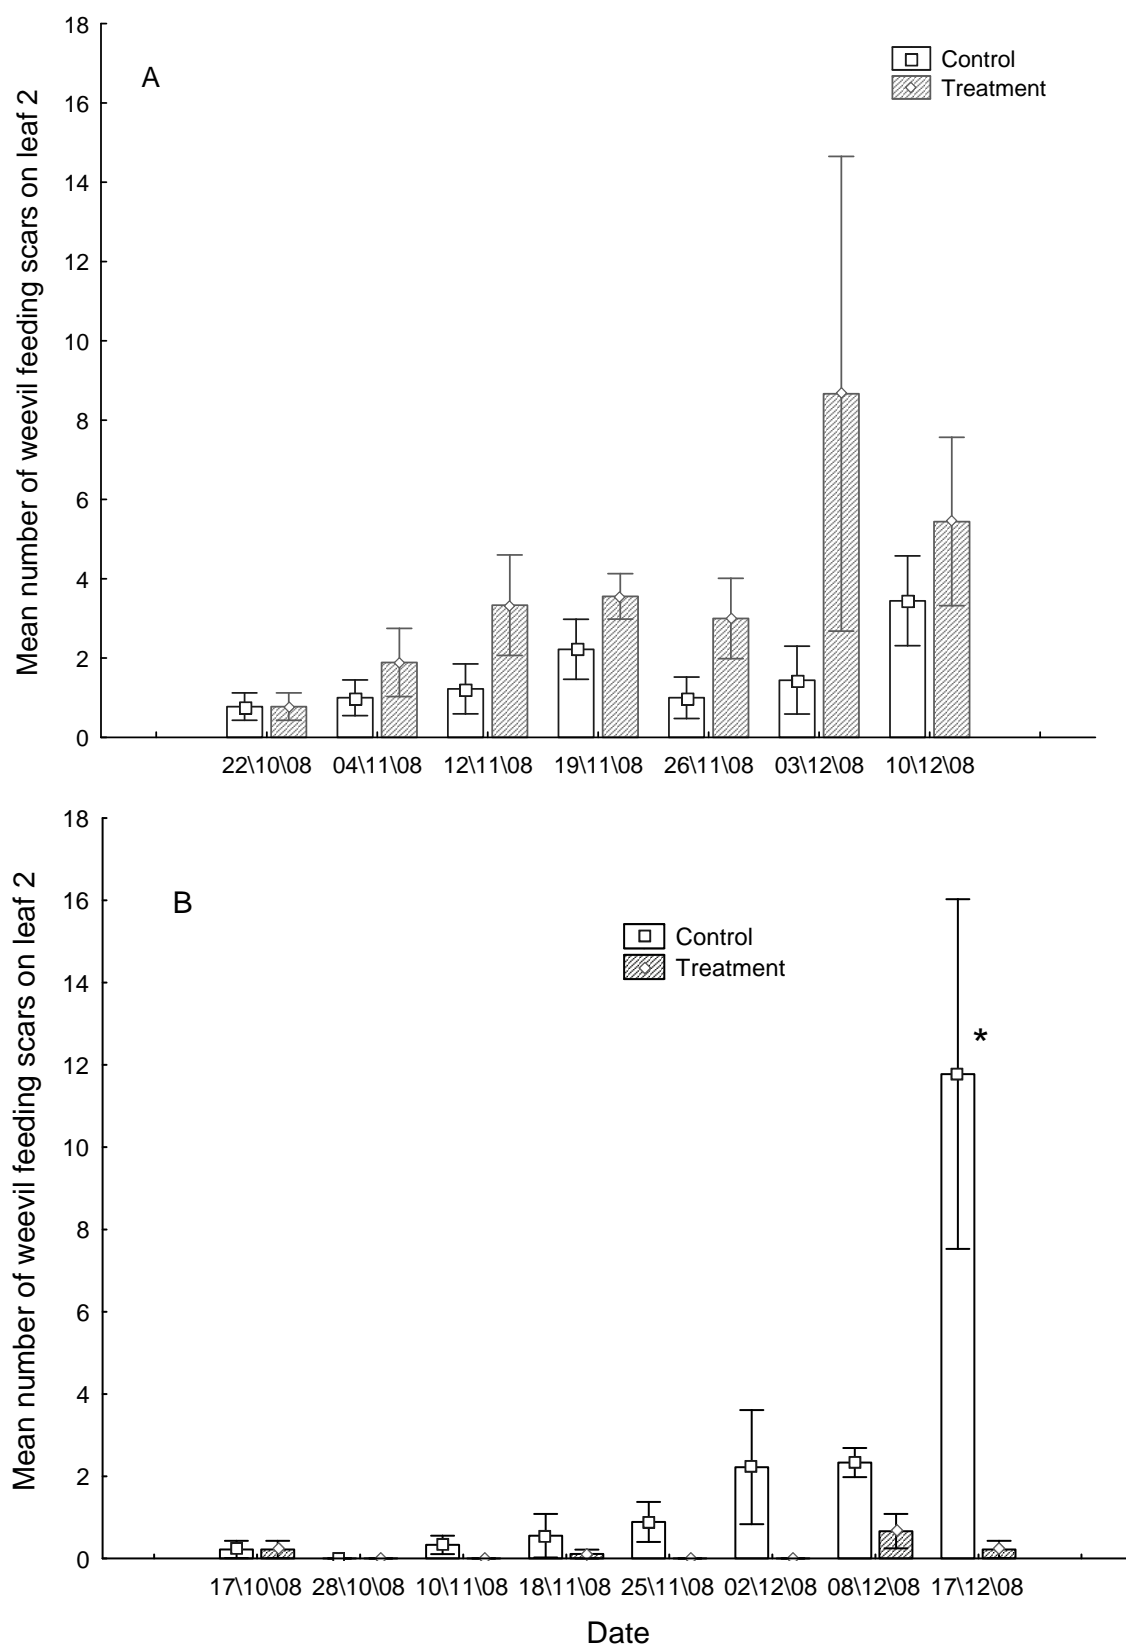 Mean number of weevil feeding scars on leaf 2
18
16
14
12
10
8
6
4
2
0
A
Control
Treatment
22\10\08 04\11\08 12\11\08 19\11\08 26\11\08 03\12\08 10\12\08
Mean number of weevil feeding scars on leaf 2
18
16
14
12
10
8
6
4
2
0
B
Control
Treatment
*
17\10\08 28\10\08 10\11\08 18\11\08 25\11\08 02\12\08 08\12\08 17\12\08
Date